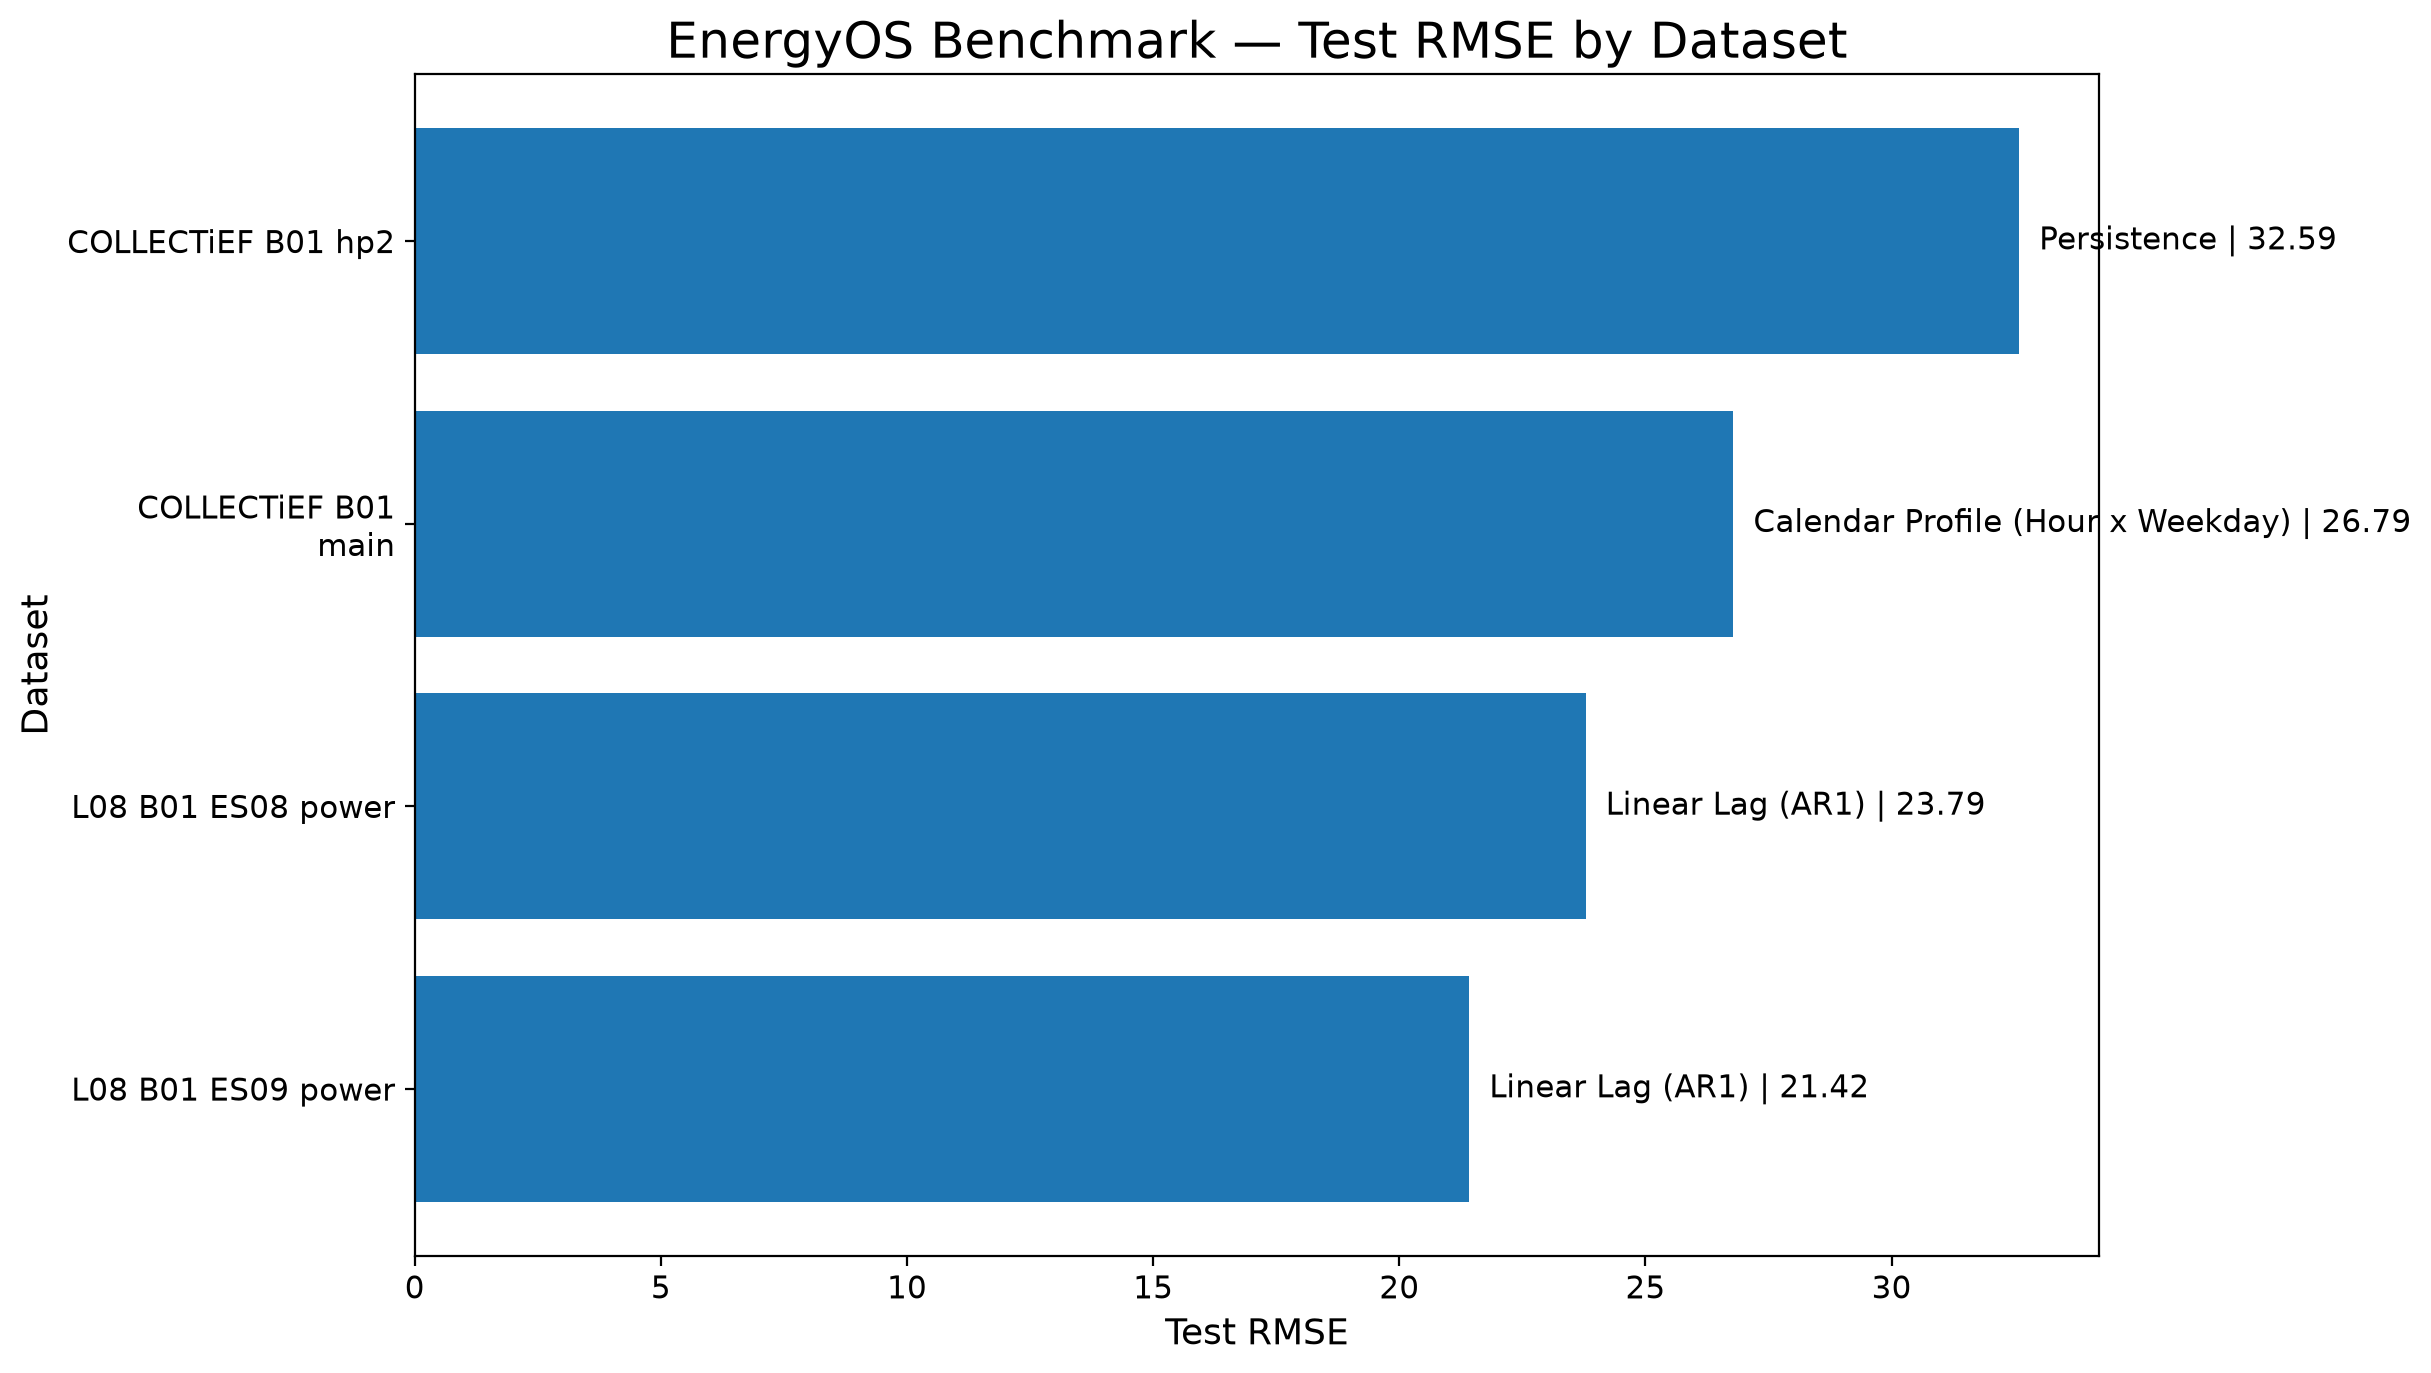 EnergyOS Benchmark — Test RMSE by Dataset
COLLECTiEF B01 hp2
Persistence | 32.59
COLLECTiEF B01
main
Calendar Profile (Hour x Weekday) | 26.79
Dataset
L08 B01 ES08 power
Linear Lag (AR1) | 23.79
L08 B01 ES09 power
Linear Lag (AR1) | 21.42
0 5 10 15 20 25 30
Test RMSE